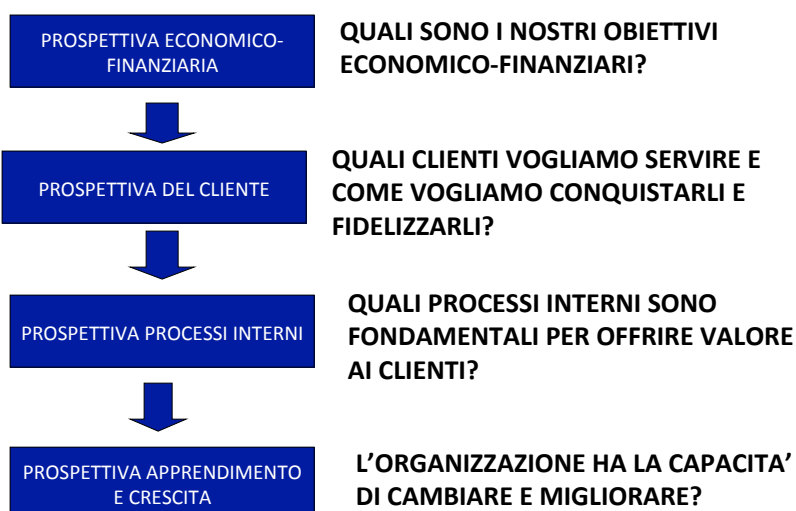 PROSPETTIVA ECONOMICO-
FINANZIARIA
QUALI SONO I NOSTRI OBIETTIVI
ECONOMICO-FINANZIARI?
PROSPETTIVA DEL CLIENTE
QUALI CLIENTI VOGLIAMO SERVIRE E
COME VOGLIAMO CONQUISTARLI E
FIDELIZZARLI?
PROSPETTIVA PROCESSI INTERNI
QUALI PROCESSI INTERNI SONO
FONDAMENTALI PER OFFRIRE VALORE
AI CLIENTI?
PROSPETTIVA APPRENDIMENTO
E CRESCITA
L’ORGANIZZAZIONE HA LA CAPACITA’
DI CAMBIARE E MIGLIORARE?